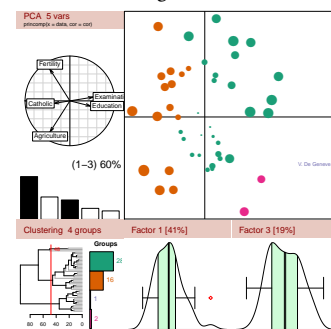 PCA 5 vars
princomp(x = data, cor = cor)
Fertility
Examinati
Catholic
Education
Agriculture
(1−3) 60%
V. De Geneve
Clustering 4 groups
Factor 1 [41%]
Factor 3 [19%]
Groups
28
16
1
2
80 60 40 20 0